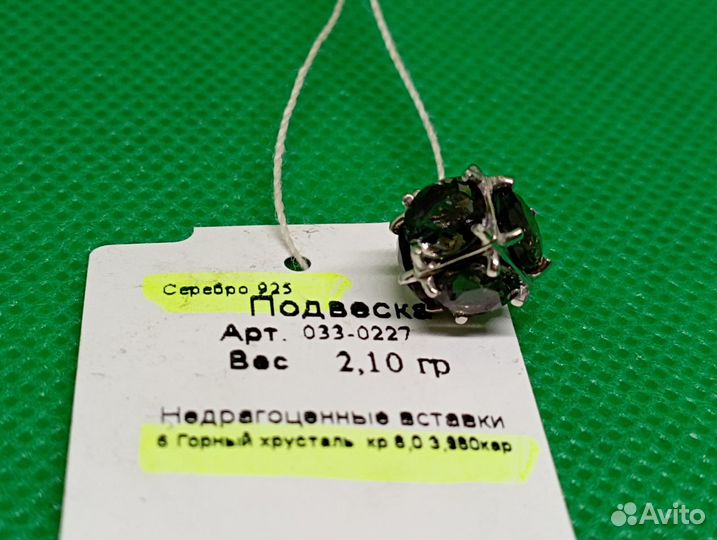 Серебро 925
Подвеска
Арт. 033-0227
Вес 2,10 гр
Недрагоценные вставки
6 Горный хрусталь кр 6,0 3,980кар
Avito